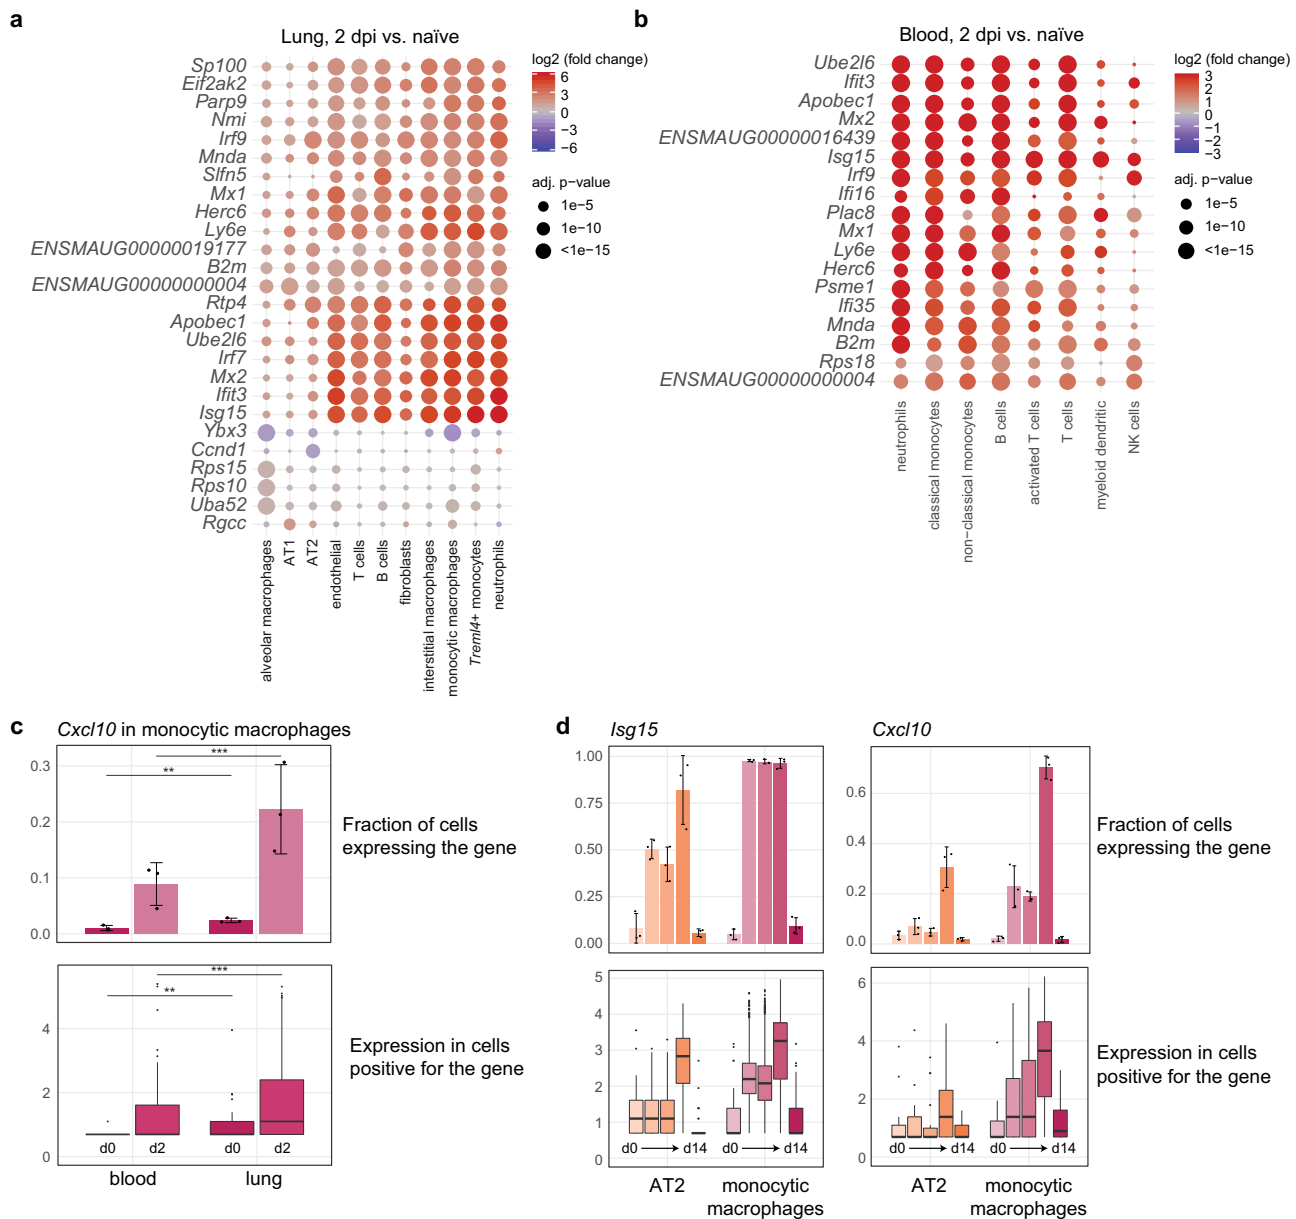 a
Lung, 2 dpi vs. naïve
Sp100
Eif2ak2
Parp9
Nmi
Irf9
Mnda
Slfn5
Mx1
Herc6
Ly6e
ENSMAUG00000019177
B2m
ENSMAUG00000000004
Rtp4
Apobec1
Ube2l6
Irf7
Mx2
Ifit3
Isg15
Ybx3
Ccnd1
Rps15
Rps10
Uba52
Rgcc
alveolar macrophages
AT1
AT2
endothelial
T cells
B cells
fibroblasts
interstitial macrophages
monocytic macrophages
Treml4+ monocytes
neutrophils
log2 (fold change)
6
3
0
−3
−6
adj. p-value
1e−5
1e−10
<1e−15
b
Blood, 2 dpi vs. naïve
Ube2l6
Ifit3
Apobec1
Mx2
ENSMAUG00000016439
Isg15
Irf9
Ifi16
Plac8
Mx1
Ly6e
Herc6
Psme1
Ifi35
Mnda
B2m
Rps18
ENSMAUG00000000004
neutrophils
classical monocytes
non-classical monocytes
B cells
activated T cells
T cells
myeloid dendritic
NK cells
log2 (fold change)
3
2
1
0
−1
−2
−3
adj. p-value
1e−5
1e−10
<1e−15
c
Cxcl10 in monocytic macrophages
0.3
0.2
0.1
0.0
***
**
Fraction of cells
expressing the gene
4
2
0
***
**
d0
d2
d0
d2
blood
lung
Expression in cells
positive for the gene
d
Isg15
1.00
0.75
0.50
0.25
0.00
5
4
3
2
1
0
d0
d14
AT2
monocytic
macrophages
d0
d14
Cxcl10
0.6
0.4
0.2
0.0
Fraction of cells
expressing the gene
6
4
2
0
d0
d14
AT2
monocytic
macrophages
d0
d14
Expression in cells
positive for the gene